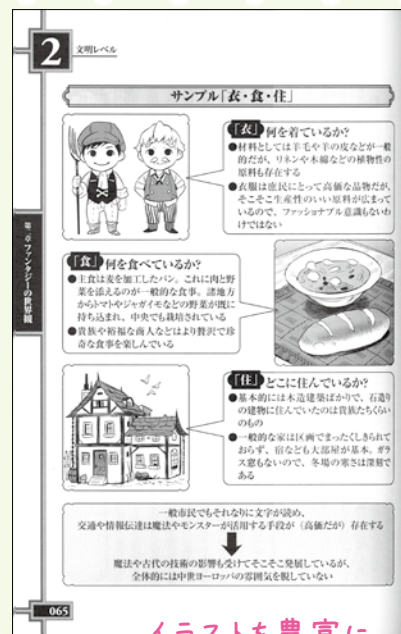 2
文明レベル
サンプル「衣・食・住」
「衣」何を着ているか?
●材料としては羊毛や羊の皮などが一般
的だが、リネンや木綿などの植物性の
原料も存在する
●衣服は庶民にとって高価な品物だが、
そこそこ生産性のいい原料が広まって
いるので、ファッショナブル意識もないわ
けではない
第二章 ファンタジーの世界観
「食」何を食べているか?
●主食は麦を加工したパン。これに肉と野
菜を添えるのが一般的な食事。諸地方
からトマトやジャガイモなどの野菜が既に
持ち込まれ、中央でも栽培されている
●貴族や裕福な商人などはより贅沢で珍
奇な食事を楽しんでいる
「住」どこに住んでいるか?
●基本的には木造建築ばかりで、石造り
の建物に住んでいたのは貴族たちくらい
のもの
●一般的な家は区画でまったくしきられて
おらず、宿なども大部屋が基本。ガラ
ス窓もないので、冬場の寒さは深刻で
ある
一般市民でもそれなりに文字が読め、
交通や情報伝達は魔法やモンスターが活用する手段が(高価だが)存在する
魔法や古代の技術の影響も受けてそこそこ発展しているが、
全体的には中世ヨーロッパの雰囲気を脱していない
065
イラストも豊富に